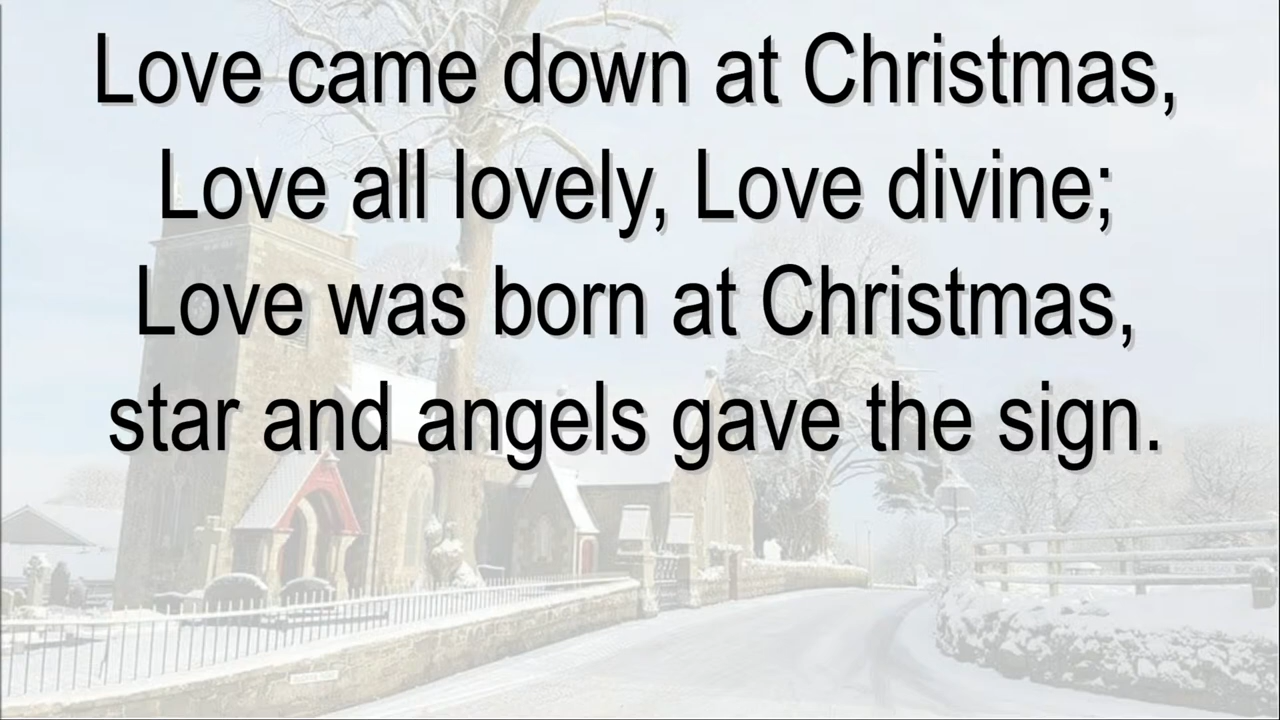 Love came down at Christmas,
Love all lovely, Love divine;
Love was born at Christmas,
star and angels gave the sign.